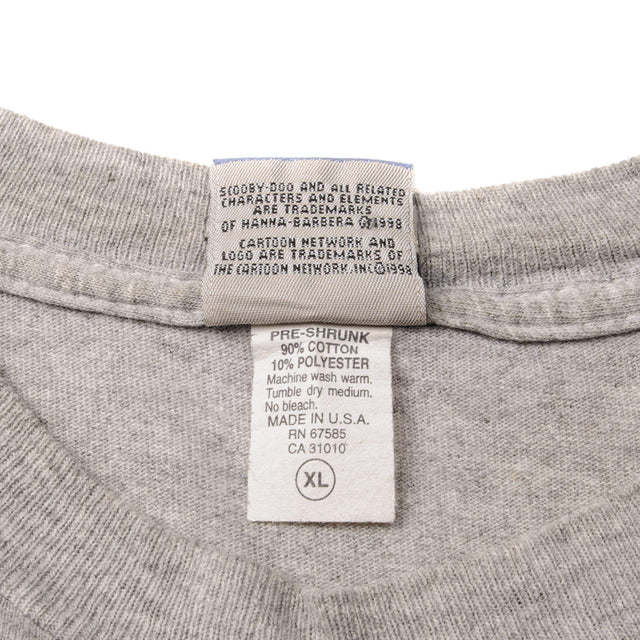 SCOOBY-DOO AND ALL RELATED
CHARACTERS AND ELEMENTS
ARE TRADEMARKS
OF HANNA-BARBERA ©1998
CARTOON NETWORK AND
LOGO ARE TRADEMARKS OF
THE CARTOON NETWORK, INC©1998
PRE-SHRUNK
90% COTTON
10% POLYESTER
Machine wash warm.
Tumble dry medium.
No bleach.
MADE IN U.S.A.
RN 67585
CA 31010
XL